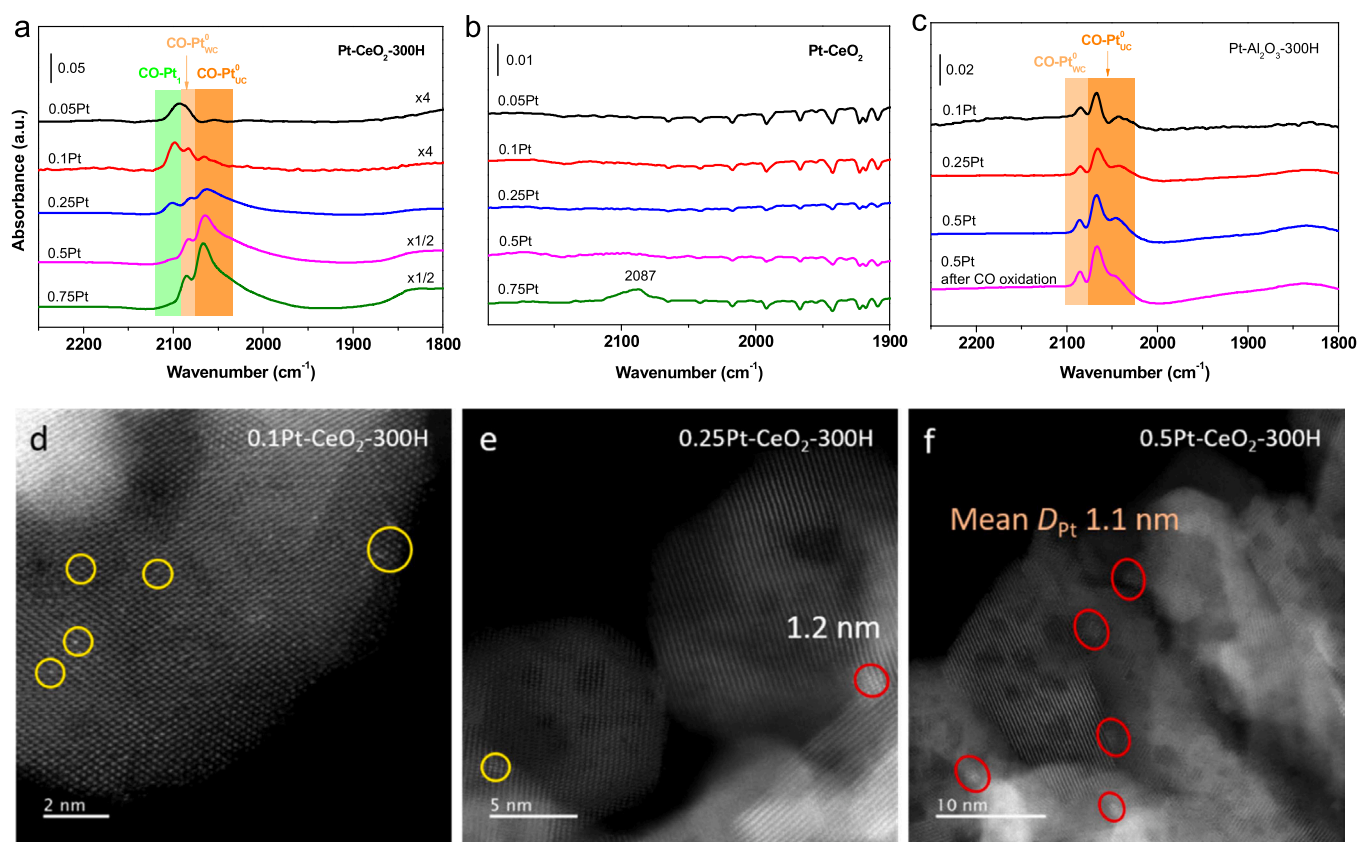 a
Absorbance (a.u.)
0.05
CO-Pt⁰WC
CO-Pt₁
CO-Pt⁰UC
Pt-CeO₂-300H
0.05Pt
x4
0.1Pt
x4
0.25Pt
0.5Pt
x1/2
0.75Pt
x1/2
2200 2100 2000 1900 1800
Wavenumber (cm⁻¹)
b
0.01
Pt-CeO₂
0.05Pt
0.1Pt
0.25Pt
0.5Pt
2087
0.75Pt
2100 2000 1900
Wavenumber (cm⁻¹)
c
0.02
CO-Pt⁰UC
CO-Pt⁰WC
Pt-Al₂O₃-300H
0.1Pt
0.25Pt
0.5Pt
0.5Pt
after CO oxidation
2200 2100 2000 1900 1800
Wavenumber (cm⁻¹)
d
0.1Pt-CeO₂-300H
2 nm
e
0.25Pt-CeO₂-300H
1.2 nm
5 nm
f
0.5Pt-CeO₂-300H
Mean DPt 1.1 nm
10 nm